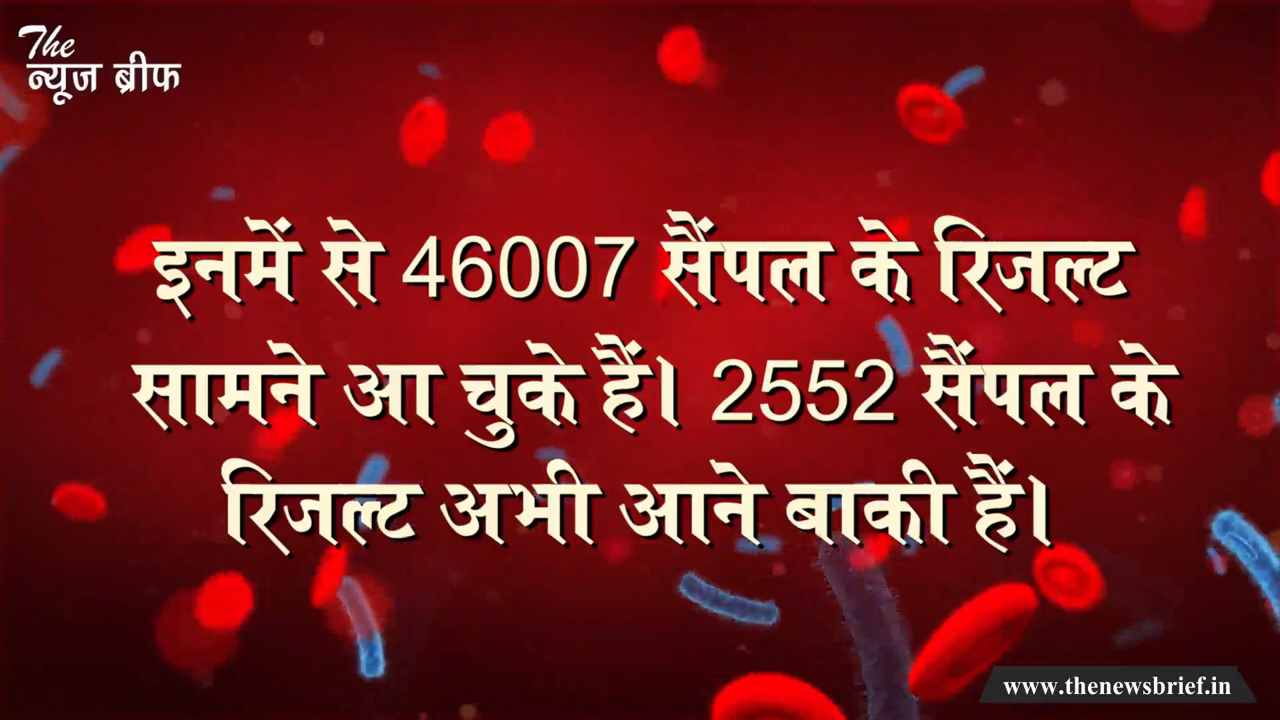 The
न्यूज ब्रीफ
इनमें से 46007 सैंपल के रिजल्ट
सामने आ चुके हैं। 2552 सैंपल के
रिजल्ट अभी आने बाकी हैं।
www.thenewsbrief.in